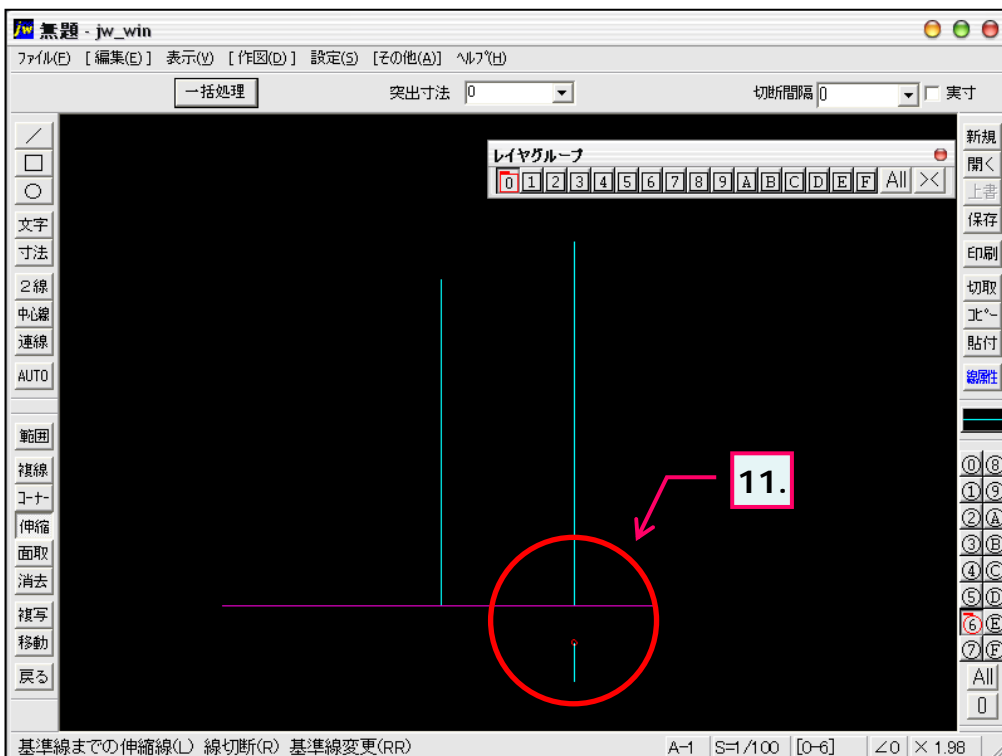 jw 無題 - jw_win
ﾌｧｲﾙ(F) [編集(E)] 表示(V) [作図(D)] 設定(S) [その他(A)] ﾍﾙﾌﾟ(H)
一括処理 突出寸法 0 切断間隔 0 実寸
／
□
○
文字
寸法
２線
中心線
連線
AUTO
範囲
複線
ｺｰﾅｰ
伸縮
面取
消去
複写
移動
戻る
レイヤグループ
0 1 2 3 4 5 6 7 8 9 A B C D E F All ><
11.
新規
開く
上書
保存
印刷
切取
ｺﾋﾟｰ
貼付
線属性
0 8
1 9
2 A
3 B
4 C
5 D
6 E
7 F
All
0
基準線までの伸縮線(L) 線切断(R) 基準線変更(RR) A-1 S=1/100 [0-6] ∠0 × 1.98